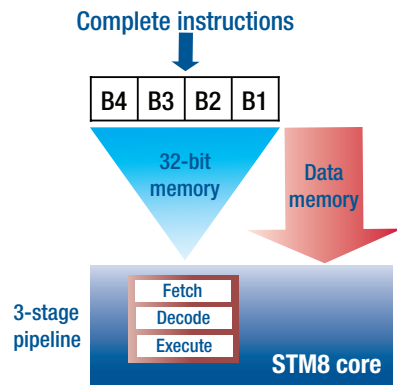 Complete instructions
B4 B3 B2 B1
32-bit
memory
Data
memory
3-stage
pipeline
Fetch
Decode
Execute
STM8 core